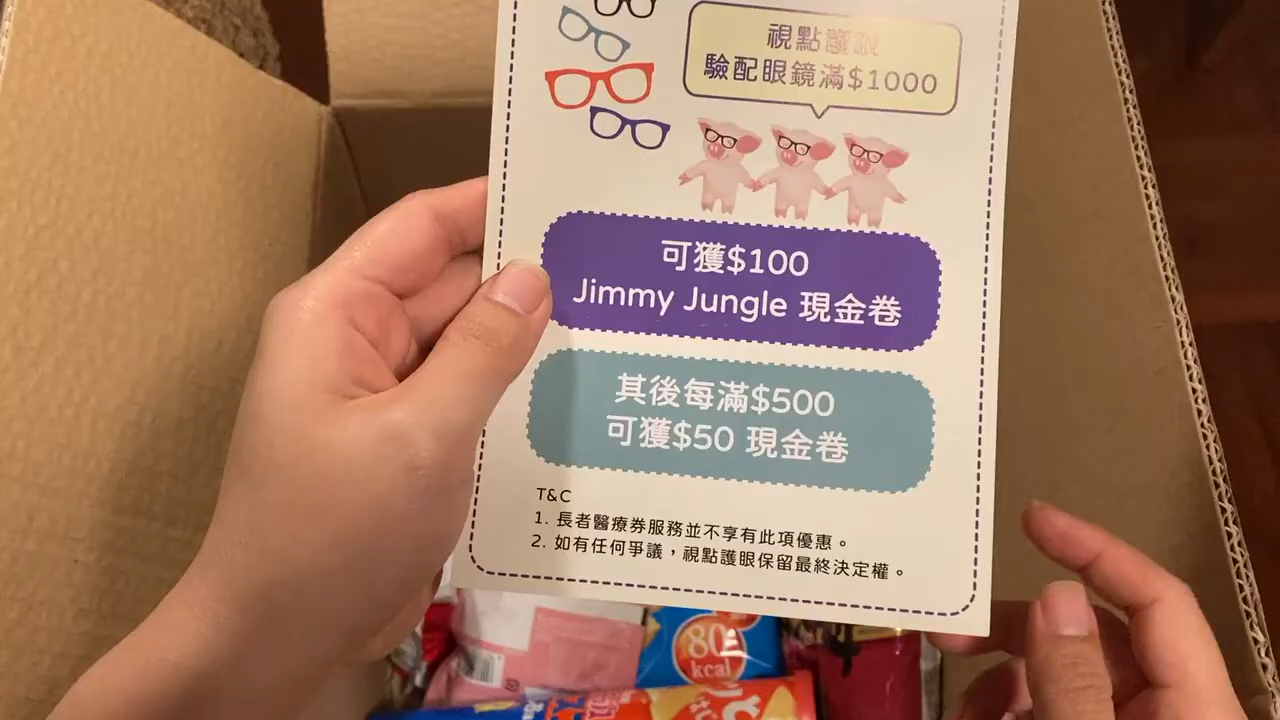 視點護眼
驗配眼鏡滿$1000
可獲$100
Jimmy Jungle 現金卷
其後每滿$500
可獲$50 現金卷
T&C
1. 長者醫療券服務並不享有此項優惠。
2. 如有任何爭議，視點護眼保留最終決定權。
80
kcal